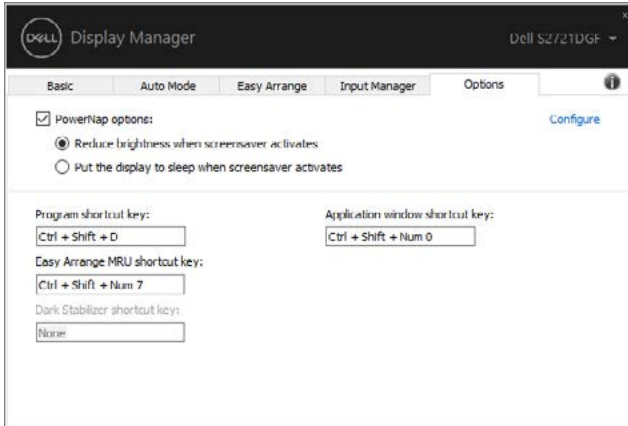 DELL Display Manager
Dell S2721DGF
Basic
Auto Mode
Easy Arrange
Input Manager
Options
PowerNap options:
Configure
Reduce brightness when screensaver activates
Put the display to sleep when screensaver activates
Program shortcut key:
Application window shortcut key:
Ctrl + Shift + D
Ctrl + Shift + Num 0
Easy Arrange MRU shortcut key:
Ctrl + Shift + Num 7
Dark Stabilizer shortcut key:
None